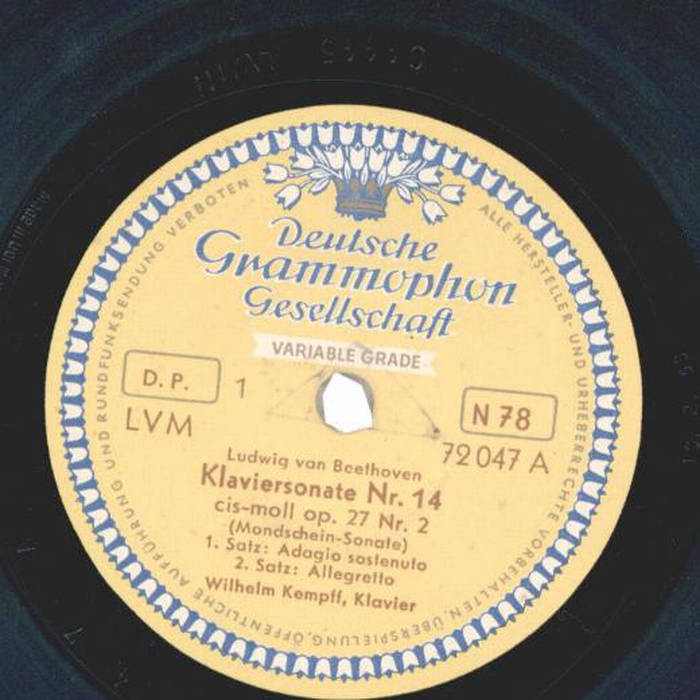 Deutsche
Grammophon
Gesellschaft
VARIABLE GRADE
D.P.
1
N 78
LVM
72047 A
Ludwig van Beethoven
Klaviersonate Nr. 14
cis-moll op. 27 Nr. 2
(Mondschein-Sonate)
1. Satz: Adagio sostenuto
2. Satz: Allegretto
Wilhelm Kempff, Klavier
ALLE HERSTELLER- UND URHEBERRECHTE VORBEHALTEN, ÜBERSPIELUNG, ÖFFENTLICHE AUFFÜHRUNG UND RUNDFUNKSENDUNG VERBOTEN